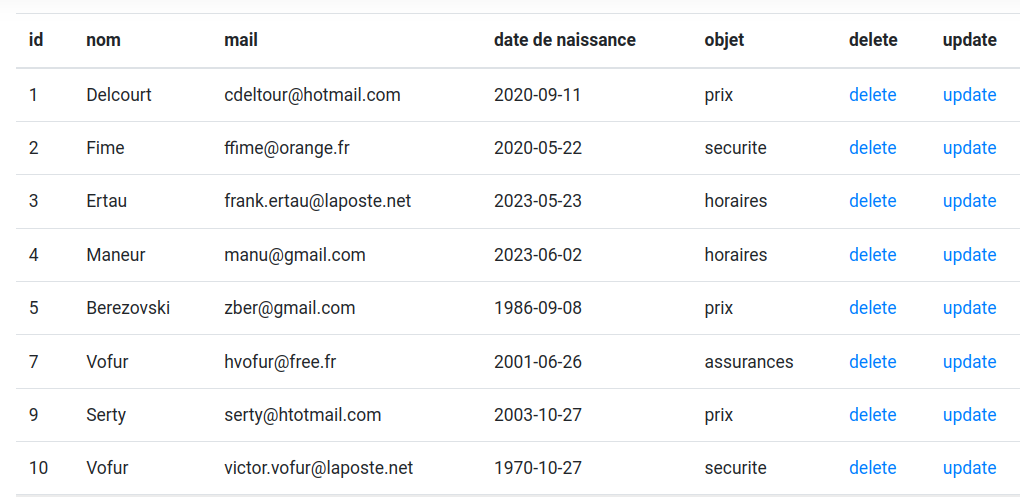 id nom mail date de naissance objet delete update
1 Delcourt cdeltour@hotmail.com 2020-09-11 prix delete update
2 Fime ffime@orange.fr 2020-05-22 securite delete update
3 Ertau frank.ertau@laposte.net 2023-05-23 horaires delete update
4 Maneur manu@gmail.com 2023-06-02 horaires delete update
5 Berezovski zber@gmail.com 1986-09-08 prix delete update
7 Vofur hvofur@free.fr 2001-06-26 assurances delete update
9 Serty serty@htotmail.com 2003-10-27 prix delete update
10 Vofur victor.vofur@laposte.net 1970-10-27 securite delete update